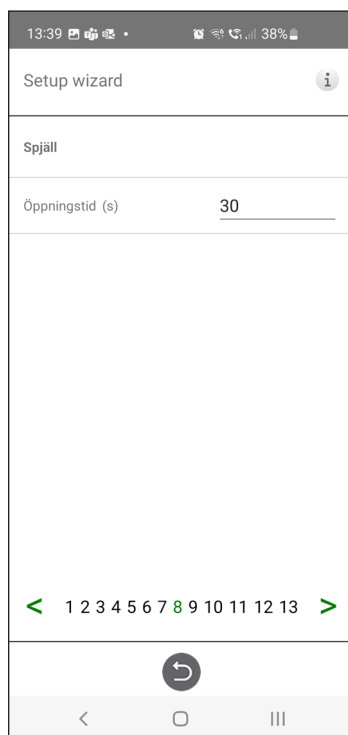 13:39 38%
Setup wizard i
Spjäll
Öppningstid (s) 30
< 1 2 3 4 5 6 7 8 9 10 11 12 13 >